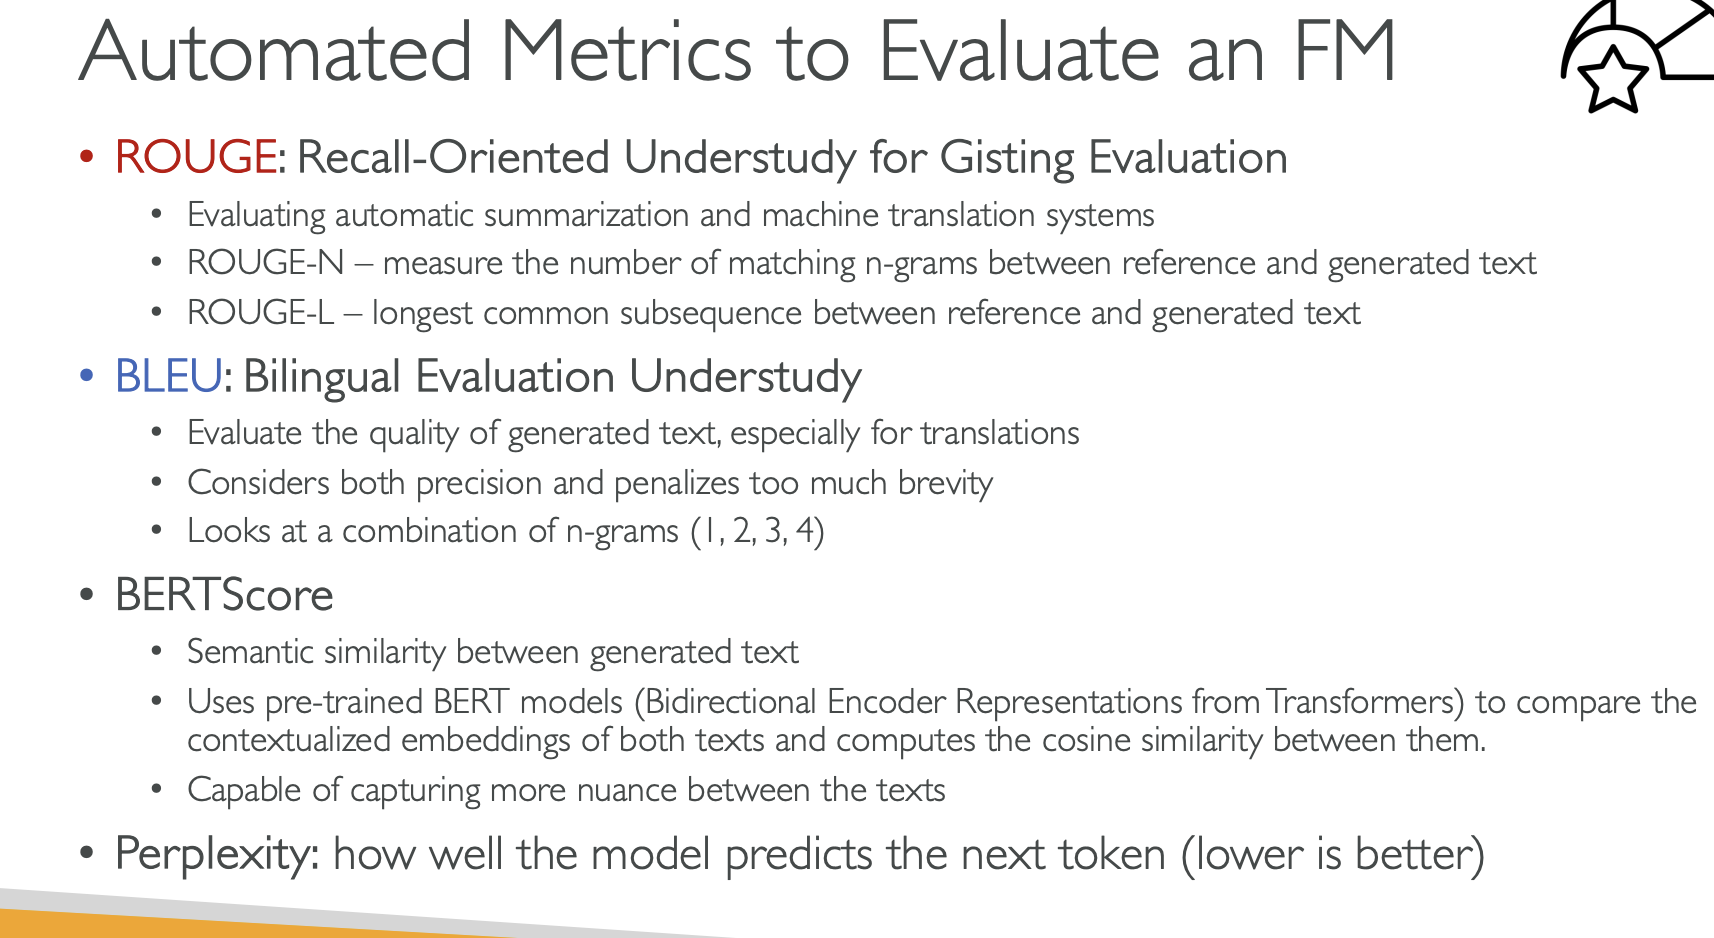 Automated Metrics to Evaluate an FM
• ROUGE: Recall-Oriented Understudy for Gisting Evaluation
• Evaluating automatic summarization and machine translation systems
• ROUGE-N – measure the number of matching n-grams between reference and generated text
• ROUGE-L – longest common subsequence between reference and generated text
• BLEU: Bilingual Evaluation Understudy
• Evaluate the quality of generated text, especially for translations
• Considers both precision and penalizes too much brevity
• Looks at a combination of n-grams (1, 2, 3, 4)
• BERTScore
• Semantic similarity between generated text
• Uses pre-trained BERT models (Bidirectional Encoder Representations from Transformers) to compare the
contextualized embeddings of both texts and computes the cosine similarity between them.
• Capable of capturing more nuance between the texts
• Perplexity: how well the model predicts the next token (lower is better)